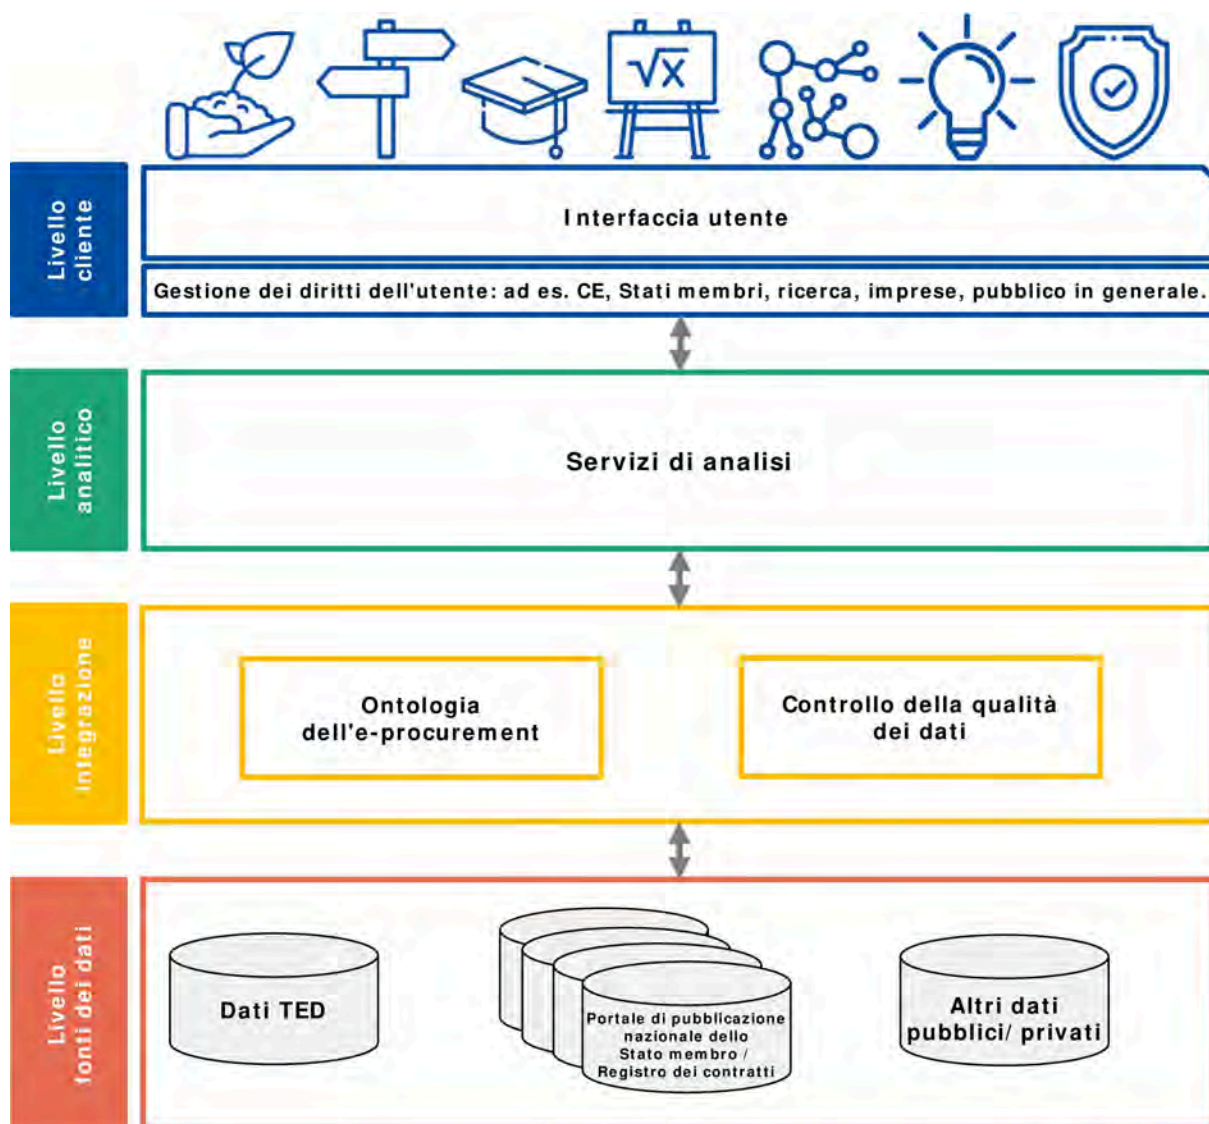 √x
Livello
cliente
Interfaccia utente
Gestione dei diritti dell'utente: ad es. CE, Stati membri, ricerca, imprese, pubblico in generale.
Livello
analitico
Servizi di analisi
Livello
integrazione
Ontologia
dell'e-procurement
Controllo della qualità
dei dati
Livello
fonti dei dati
Dati TED
Portale di pubblicazione
nazionale dello
Stato membro /
Registro dei contratti
Altri dati
pubblici/ privati